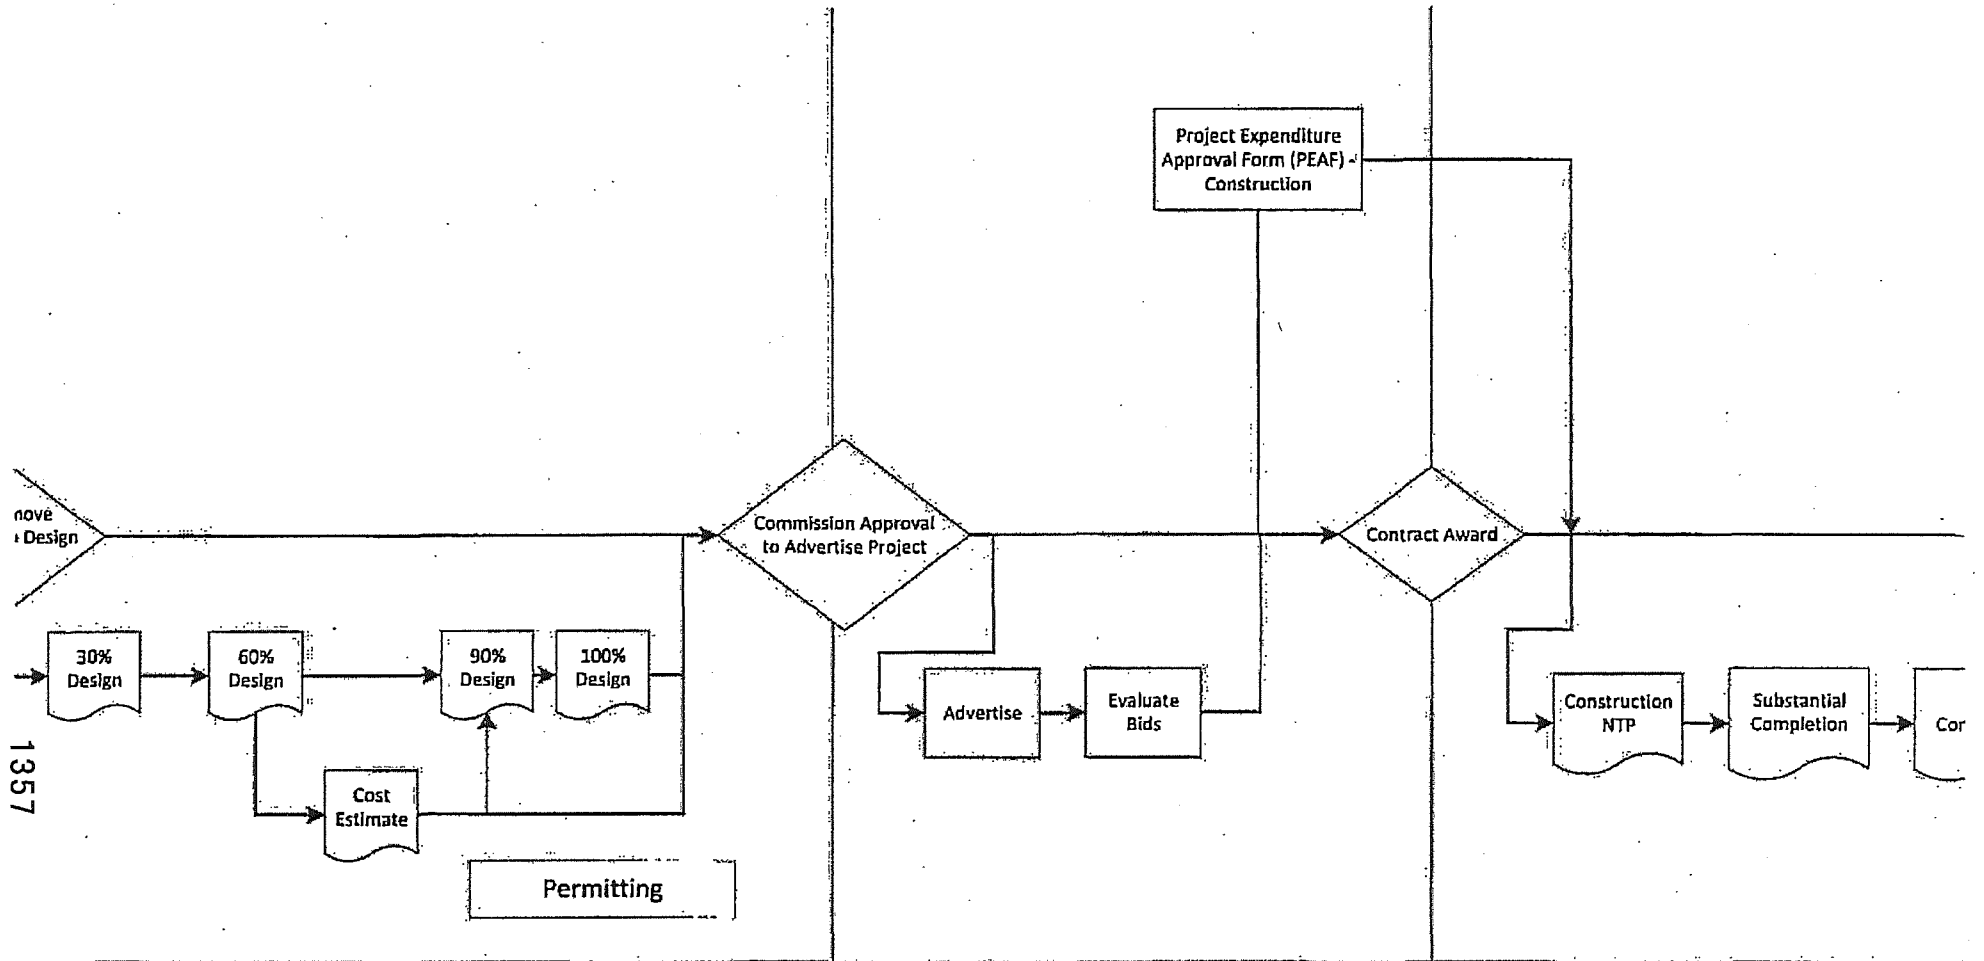 Project Expenditure
Approval Form (PEAF) -
Construction
Design
Commission Approval
to Advertise Project
Contract Award
30%
Design
60%
Design
90%
Design
100%
Design
Advertise
Evaluate
Bids
Construction
NTP
Substantial
Completion
Cost
Estimate
Permitting
1357